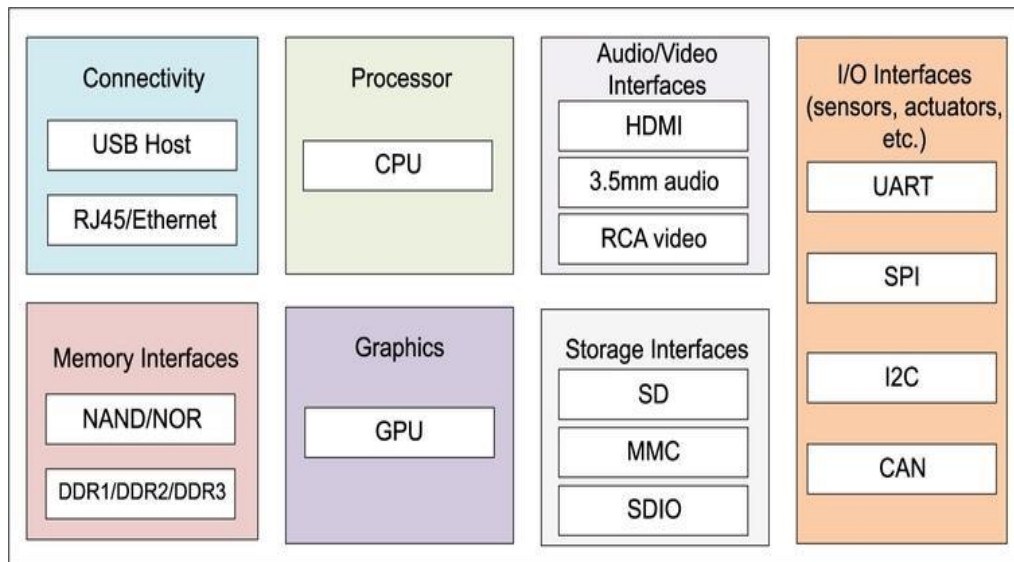 Connectivity
USB Host
RJ45/Ethernet
Processor
CPU
Audio/Video
Interfaces
HDMI
3.5mm audio
RCA video
I/O Interfaces
(sensors, actuators,
etc.)
UART
SPI
I2C
CAN
Memory Interfaces
NAND/NOR
DDR1/DDR2/DDR3
Graphics
GPU
Storage Interfaces
SD
MMC
SDIO